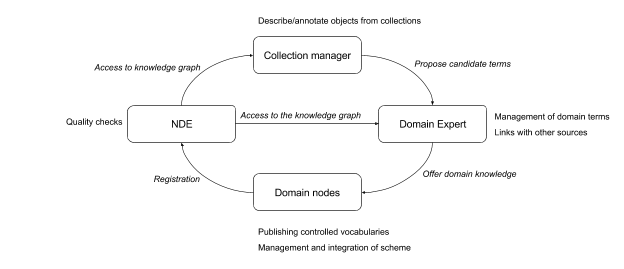 Describe/annotate objects from collections
Collection manager
Access to knowledge graph
Propose candidate terms
Quality checks
NDE
Access to the knowledge graph
Domain Expert
Management of domain terms
Links with other sources
Registration
Offer domain knowledge
Domain nodes
Publishing controlled vocabularies
Management and integration of scheme